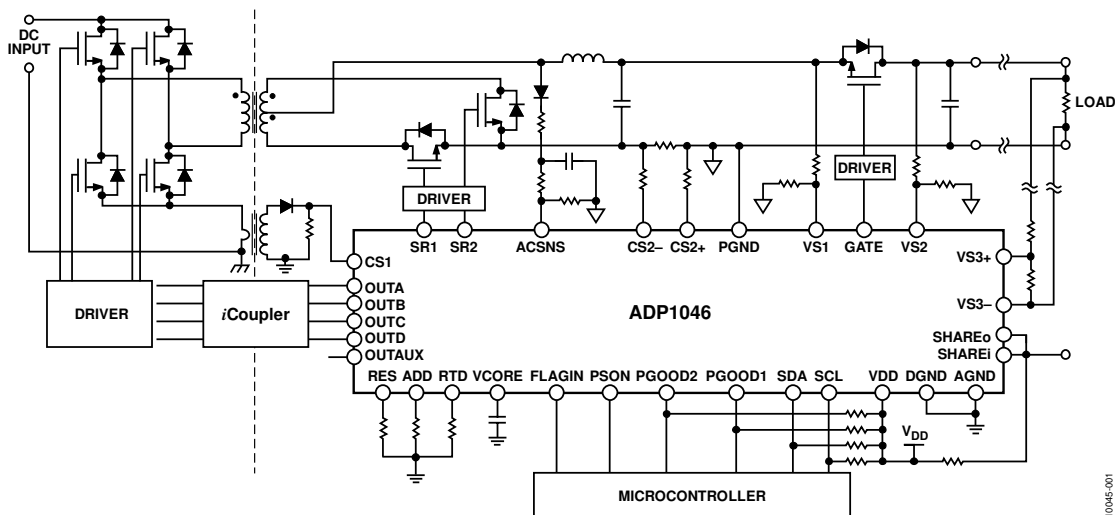 DC
INPUT
LOAD
DRIVER
DRIVER
SR1 SR2 ACSNS CS2– CS2+ PGND VS1 GATE VS2
CS1
VS3+
OUTA
OUTB
OUTC
OUTD
OUTAUX
DRIVER
iCoupler
ADP1046
VS3–
SHAREo
SHAREi
RES ADD RTD VCORE FLAGIN PSON PGOOD2 PGOOD1 SDA SCL VDD DGND AGND
VDD
MICROCONTROLLER
10045-001